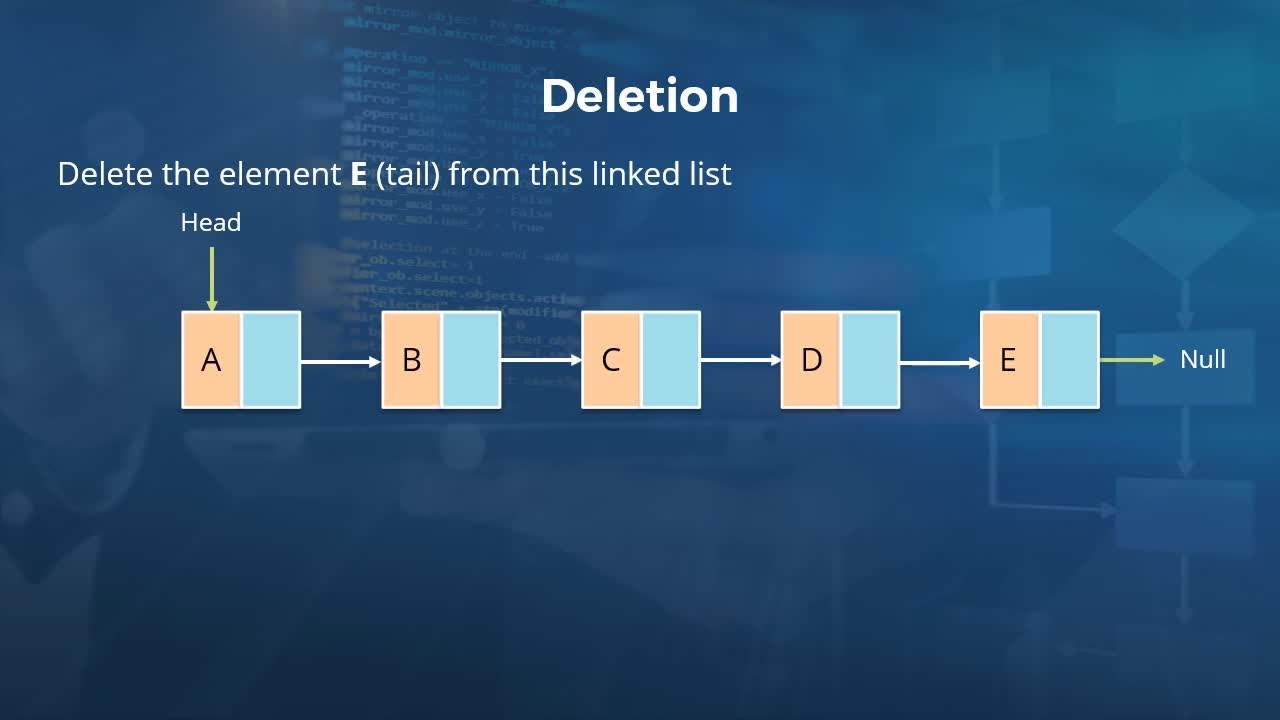 Deletion
Delete the element E (tail) from this linked list
Head
A B C D E Null